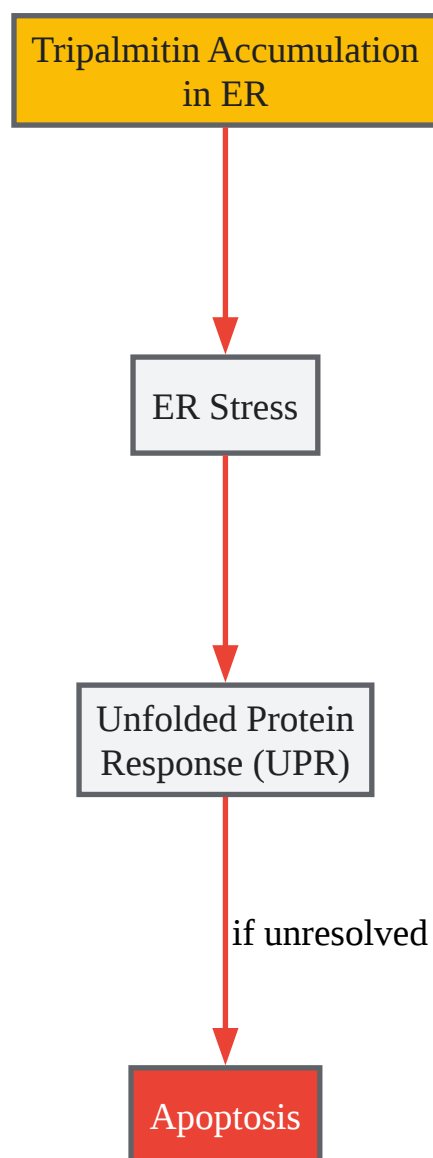 Tripalmitin Accumulation
in ER
ER Stress
Unfolded Protein
Response (UPR)
if unresolved
Apoptosis